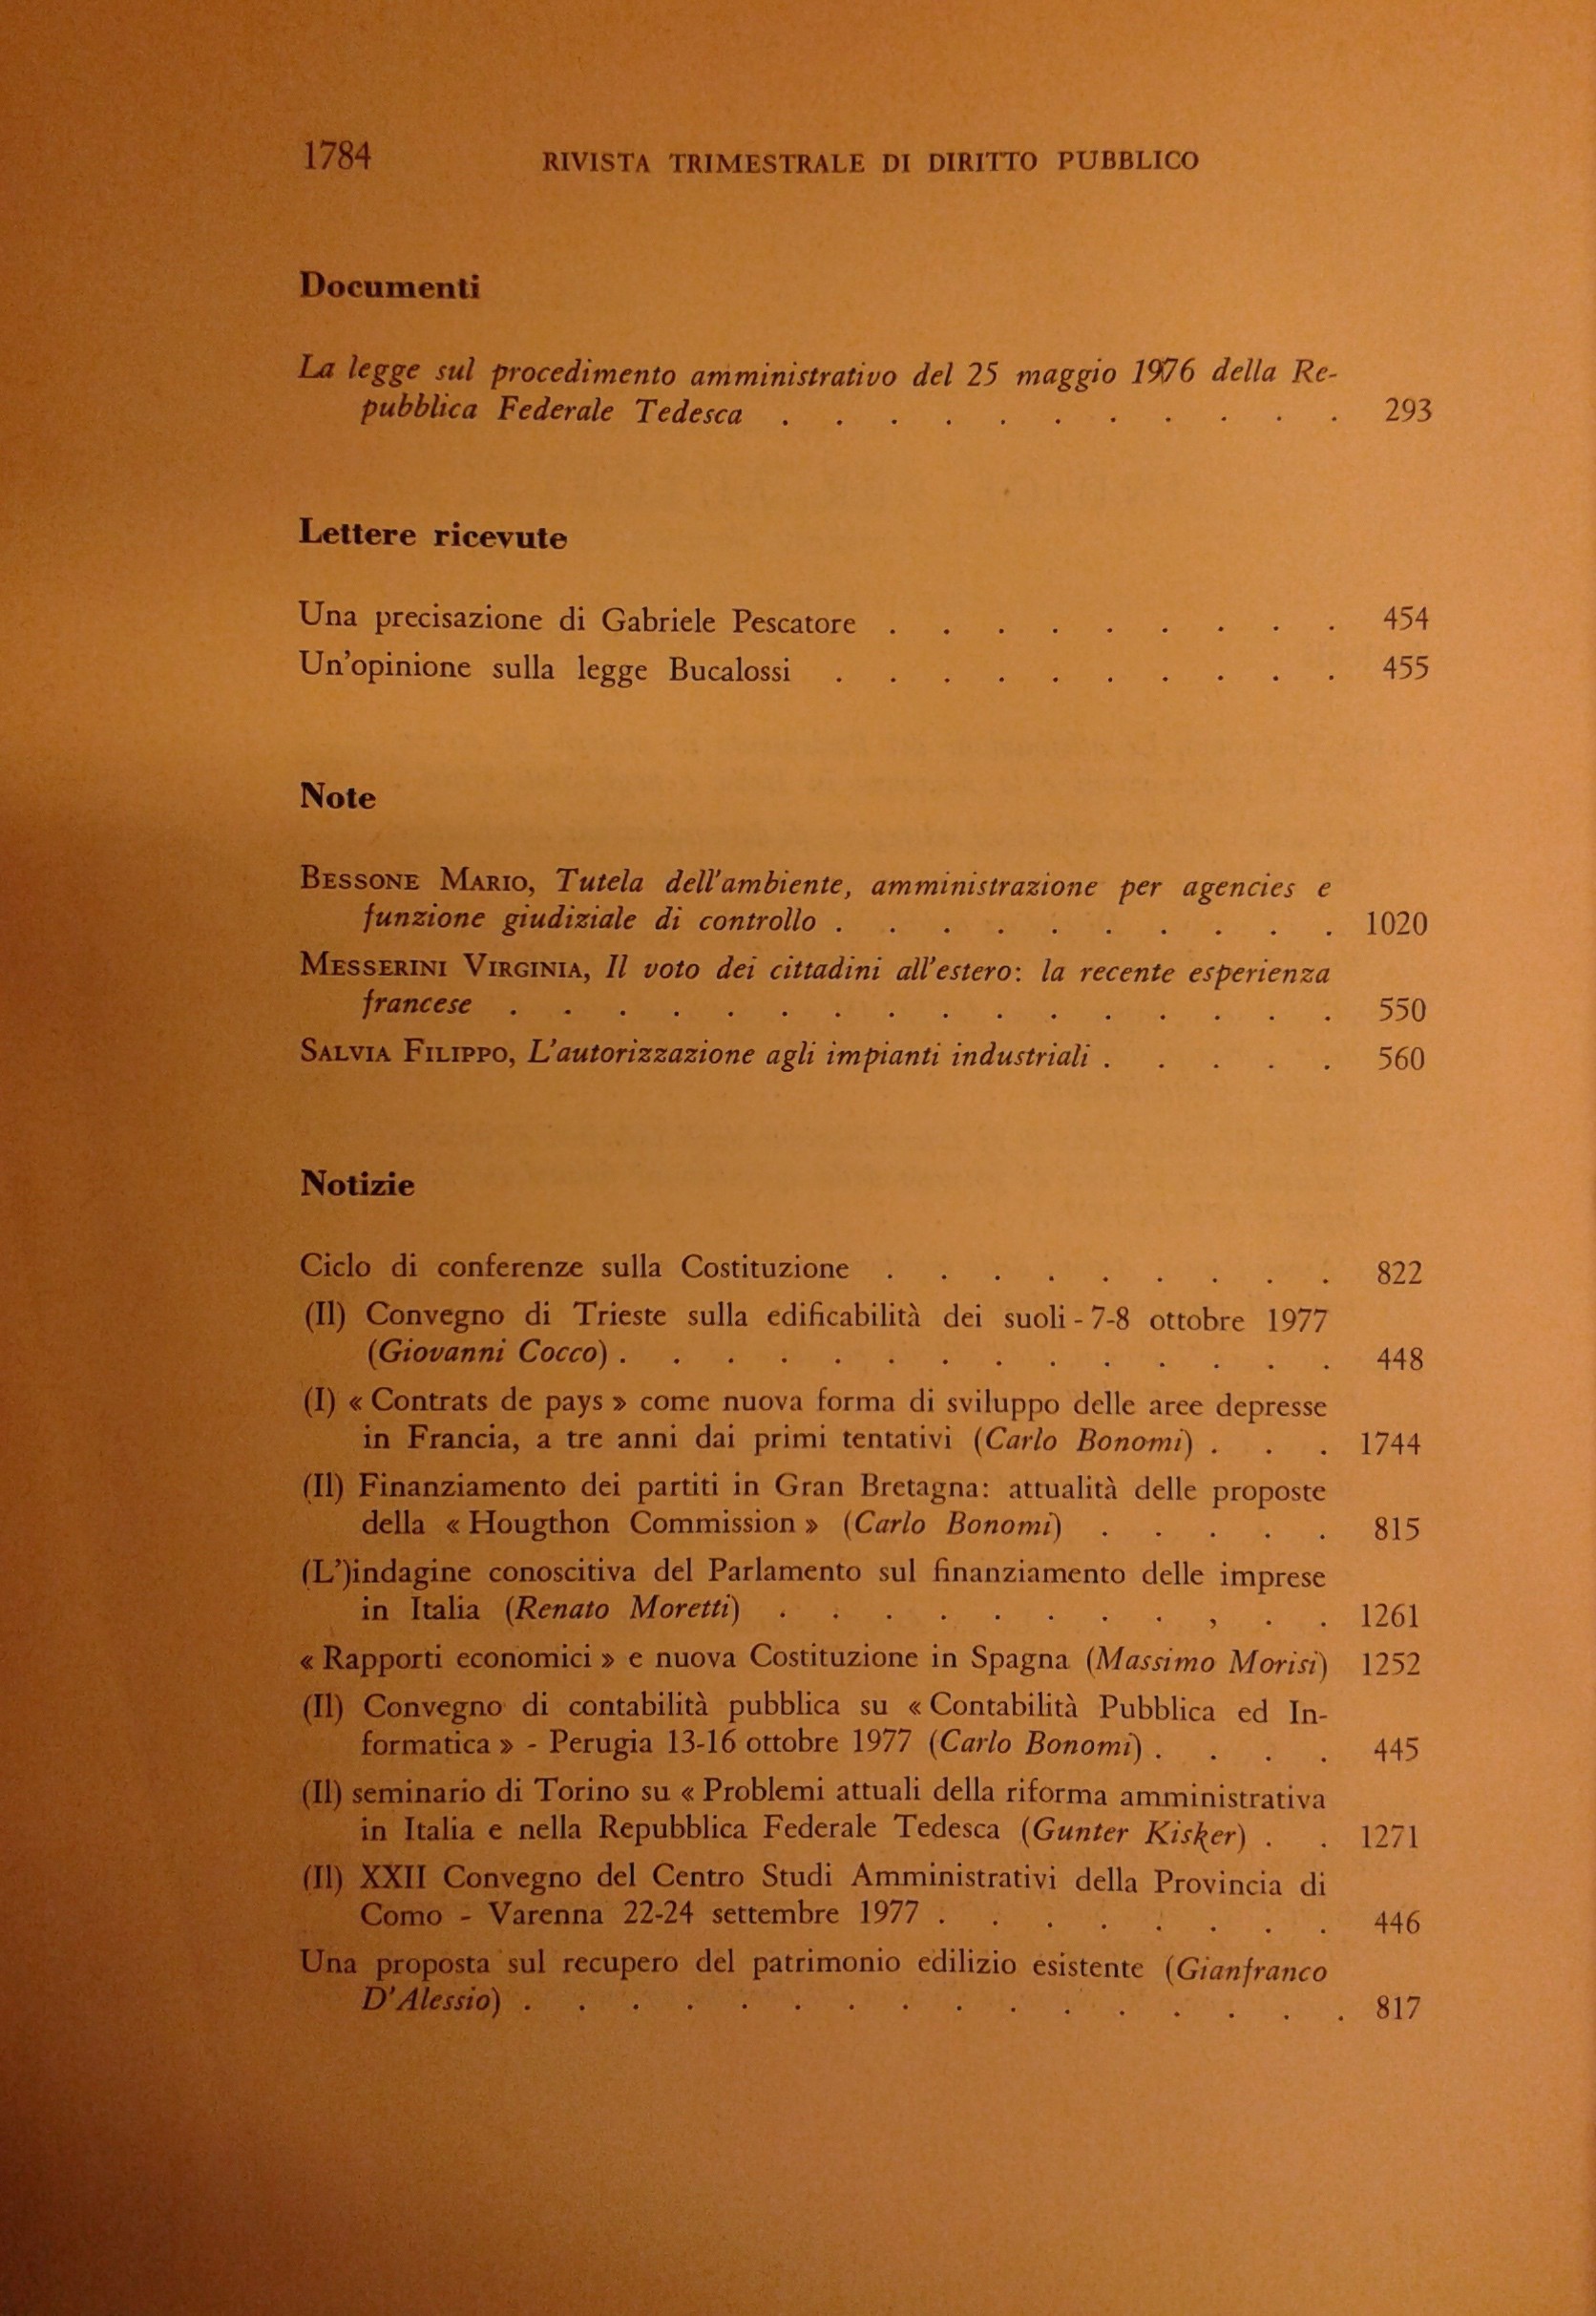 1784 RIVISTA TRIMESTRALE DI DIRITTO PUBBLICO
Documenti
La legge sul procedimento amministrativo del 25 maggio 1976 della Re-
pubblica Federale Tedesca . . . . . . . . . . . 293
Lettere ricevute
Una precisazione di Gabriele Pescatore . . . . . . . . . 454
Un'opinione sulla legge Bucalossi . . . . . . . . . . 455
Note
BESSONE MARIO, Tutela dell'ambiente, amministrazione per agencies e
funzione giudiziale di controllo . . . . . . . . . . 1020
MESSERINI VIRGINIA, Il voto dei cittadini all'estero: la recente esperienza
francese . . . . . . . . . . . . . . . . 550
SALVIA FILIPPO, L'autorizzazione agli impianti industriali . . . . . 560
Notizie
Ciclo di conferenze sulla Costituzione . . . . . . . . . 822
(Il) Convegno di Trieste sulla edificabilità dei suoli - 7-8 ottobre 1977
(Giovanni Cocco) . . . . . . . . . . . . . . 448
(I) « Contrats de pays » come nuova forma di sviluppo delle aree depresse
in Francia, a tre anni dai primi tentativi (Carlo Bonomi) . . . 1744
(Il) Finanziamento dei partiti in Gran Bretagna: attualità delle proposte
della « Hougthon Commission » (Carlo Bonomi) . . . . . 815
(L')indagine conoscitiva del Parlamento sul finanziamento delle imprese
in Italia (Renato Moretti) . . . . . . . . , . . 1261
« Rapporti economici » e nuova Costituzione in Spagna (Massimo Morisi) 1252
(Il) Convegno di contabilità pubblica su « Contabilità Pubblica ed In-
formatica » - Perugia 13-16 ottobre 1977 (Carlo Bonomi) . . . . 445
(Il) seminario di Torino su « Problemi attuali della riforma amministrativa
in Italia e nella Repubblica Federale Tedesca (Gunter Kisker) . . 1271
(Il) XXII Convegno del Centro Studi Amministrativi della Provincia di
Como - Varenna 22-24 settembre 1977 . . . . . . . . 446
Una proposta sul recupero del patrimonio edilizio esistente (Gianfranco
D'Alessio) . . . . . . . . . . . . . . . . 817